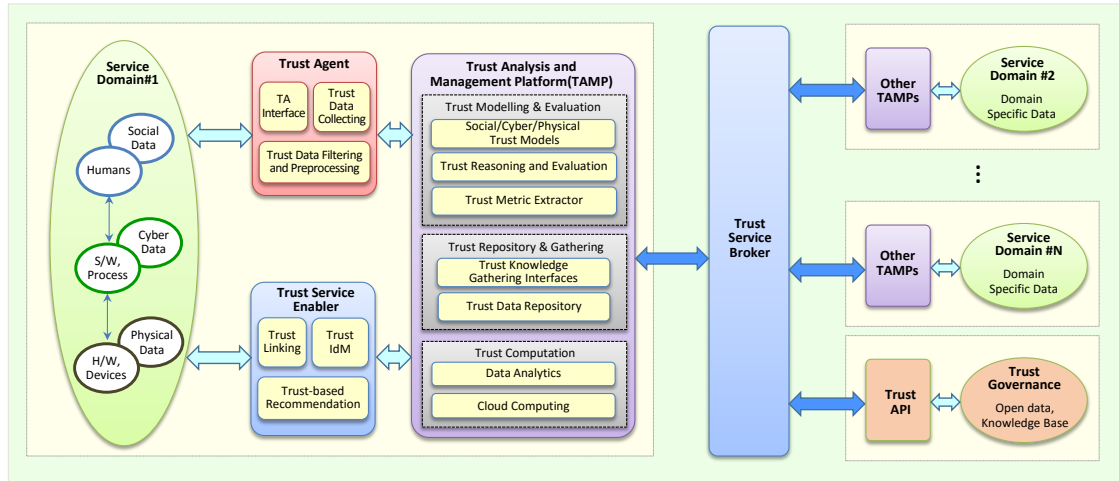 Service
Domain#1
Social
Data
Humans
Cyber
Data
S/W,
Process
Physical
Data
H/W,
Devices
Trust Agent
TA
Interface
Trust
Data
Collecting
Trust Data Filtering
and Preprocessing
Trust Service
Enabler
Trust
Linking
Trust
IdM
Trust-based
Recommendation
Trust Analysis and
Management Platform(TAMP)
Trust Modelling & Evaluation
Social/Cyber/Physical
Trust Models
Trust Reasoning and Evaluation
Trust Metric Extractor
Trust Repository & Gathering
Trust Knowledge
Gathering Interfaces
Trust Data Repository
Trust Computation
Data Analytics
Cloud Computing
Trust
Service
Broker
Other
TAMPs
Service
Domain #2
Domain
Specific Data
Other
TAMPs
Service
Domain #N
Domain
Specific Data
Trust
API
Trust
Governance
Open data,
Knowledge Base